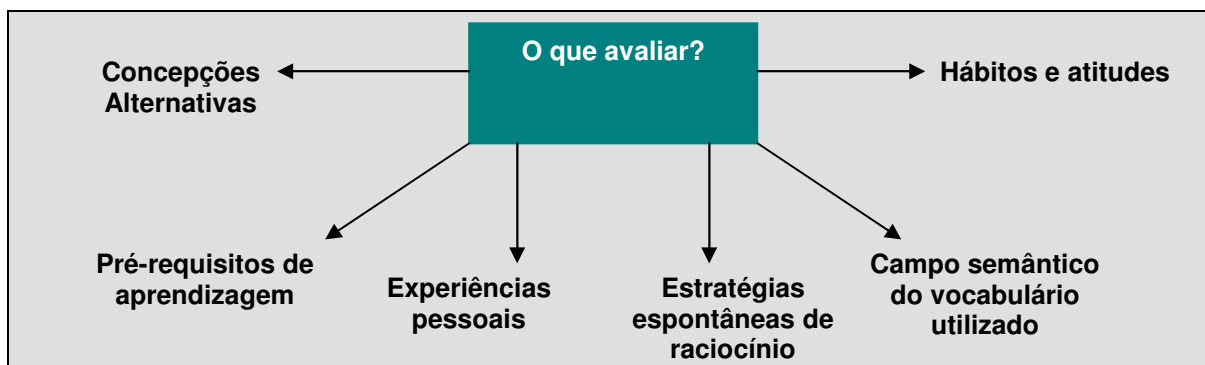 O que avaliar?
Concepções
Alternativas
Hábitos e atitudes
Pré-requisitos de
aprendizagem
Experiências
pessoais
Estratégias
espontâneas de
raciocínio
Campo semântico
do vocabulário
utilizado